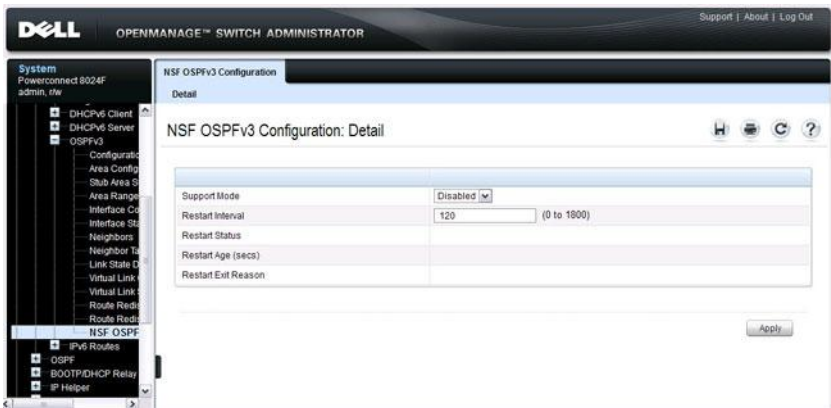 Support | About | Log Out
DELL
OPENMANAGE™ SWITCH ADMINISTRATOR
System
Powerconnect 8024F
admin, r/w
DHCPv6 Client
DHCPv6 Server
OSPFv3
Configuratio
Area Config
Stub Area S
Area Range
Interface Co
Interface Sta
Neighbors
Neighbor Ta
Link State D
Virtual Link
Virtual Link
Route Redis
Route Redis
NSF OSPF
IPv6 Routes
OSPF
BOOTP/DHCP Relay
IP Helper
NSF OSPFv3 Configuration
Detail
NSF OSPFv3 Configuration: Detail
Support Mode Disabled
Restart Interval 120 (0 to 1800)
Restart Status
Restart Age (secs)
Restart Exit Reason
Apply